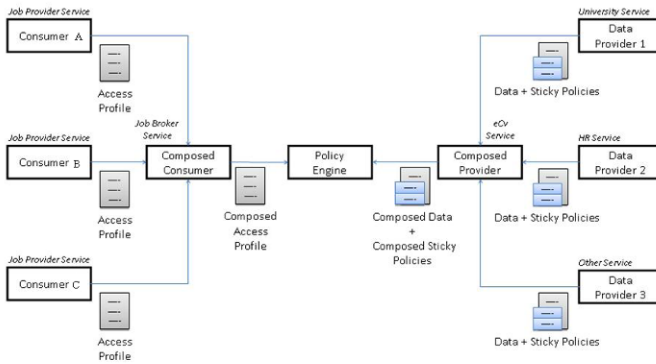 Job Provider Service
Consumer A
Access
Profile
Job Provider Service
Consumer B
Access
Profile
Job Provider Service
Consumer C
Access
Profile
Job Broker
Service
Composed
Consumer
Composed
Access
Profile
Policy
Engine
Composed Data
+
Composed Sticky
Policies
eCv
Service
Composed
Provider
University Service
Data
Provider 1
Data + Sticky Policies
HR Service
Data
Provider 2
Data + Sticky Policies
Other Service
Data
Provider 3
Data + Sticky Policies